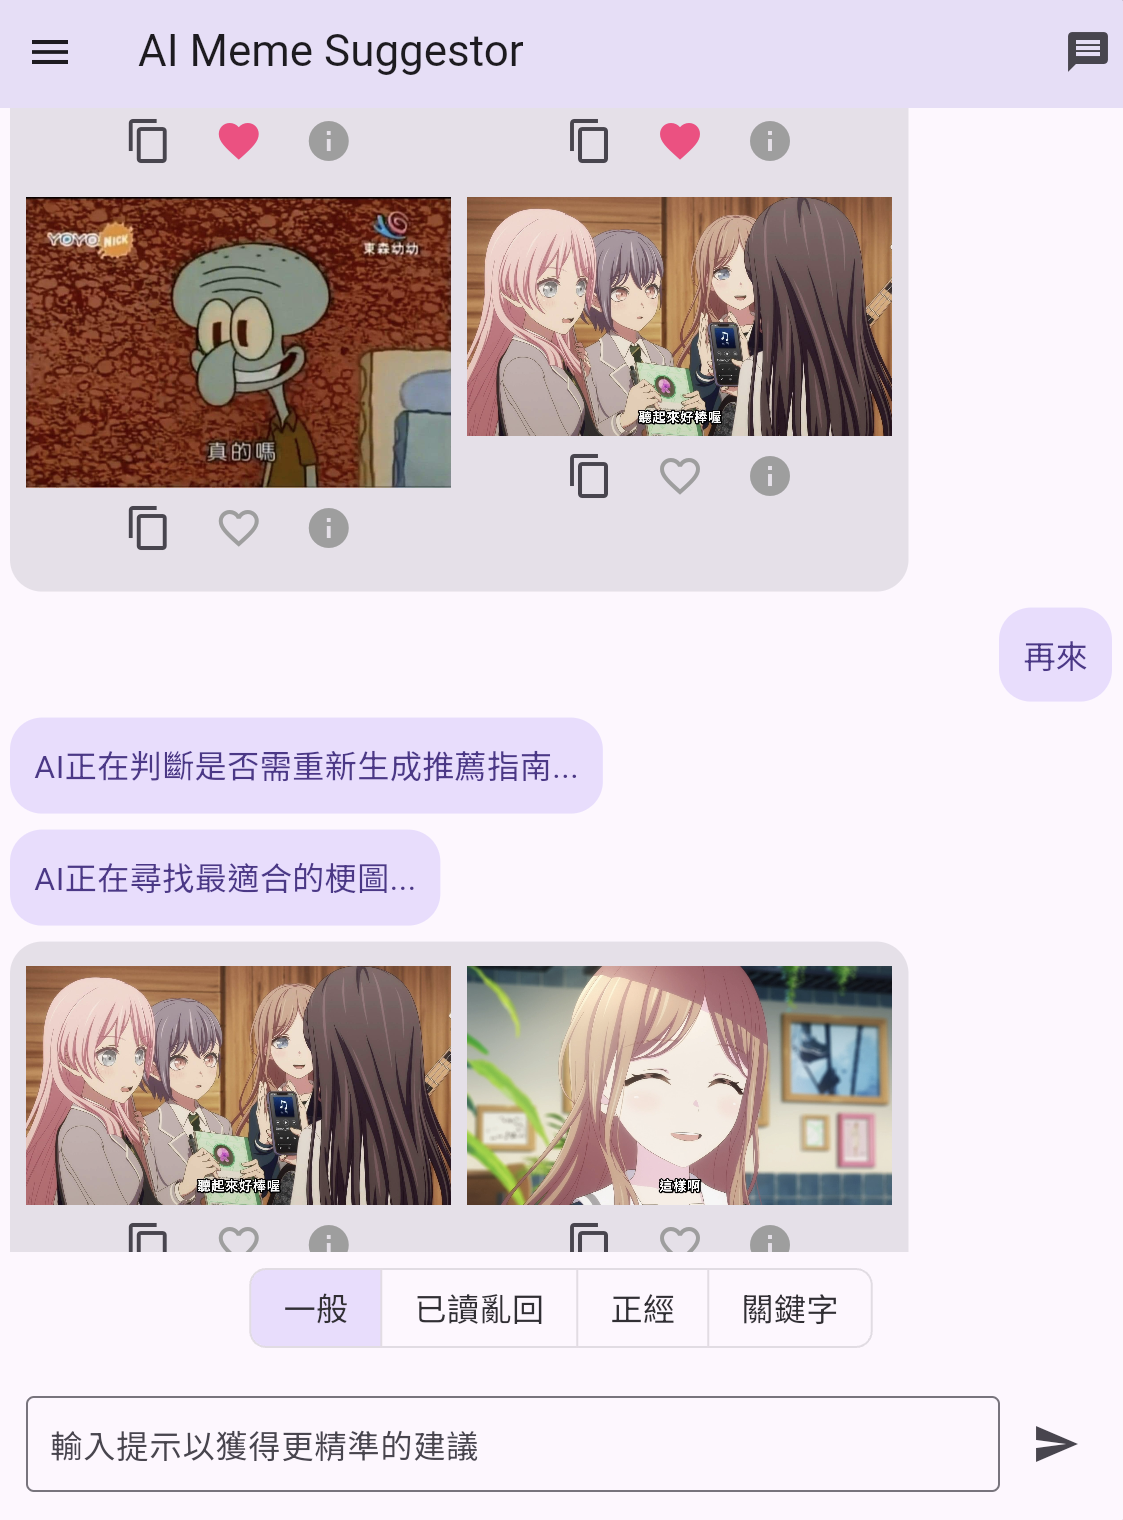 AI Meme Suggestor
YOYO NICK
東森幼幼
真的嗎
聽起來好棒喔
再來
AI正在判斷是否需重新生成推薦指南...
AI正在尋找最適合的梗圖...
聽起來好棒喔
這樣啊
一般
已讀亂回
正經
關鍵字
輸入提示以獲得更精準的建議